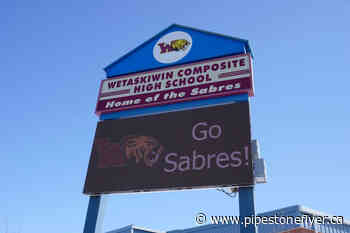 WETASKIWIN COMPOSITE
HIGH SCHOOL
Home of the Sabres
Go
Sabres!
www.pipestoneflyer.ca